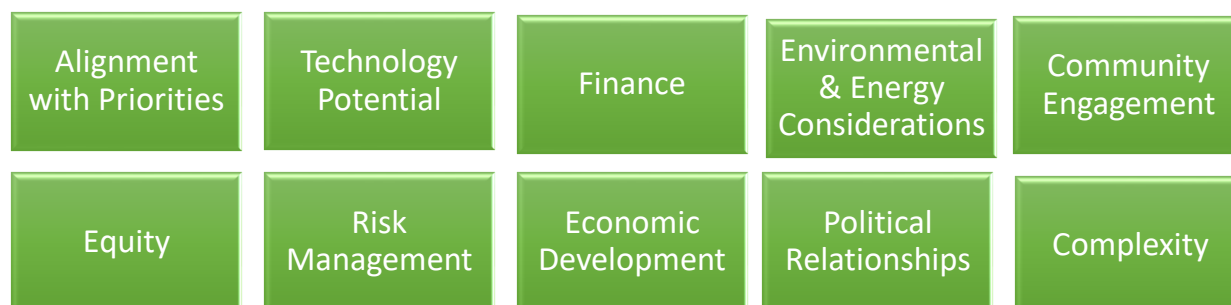 Alignment
with Priorities
Technology
Potential
Finance
Environmental
& Energy
Considerations
Community
Engagement
Equity
Risk
Management
Economic
Development
Political
Relationships
Complexity